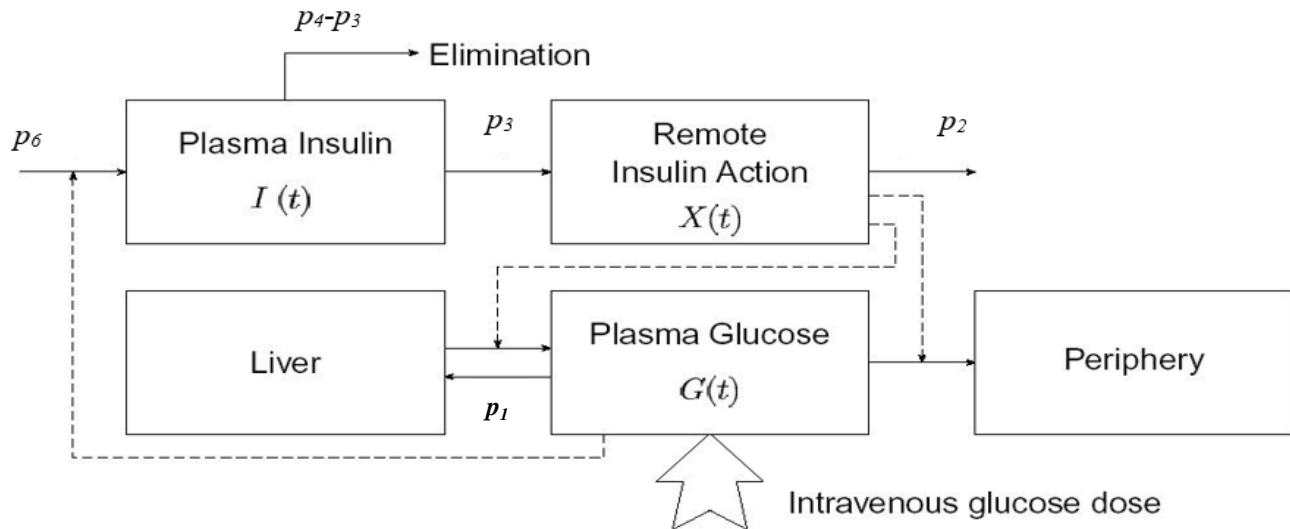 p4-p3
Elimination
p6
Plasma Insulin
I (t)
p3
Remote
Insulin Action
X(t)
p2
Liver
p1
Plasma Glucose
G(t)
Periphery
Intravenous glucose dose